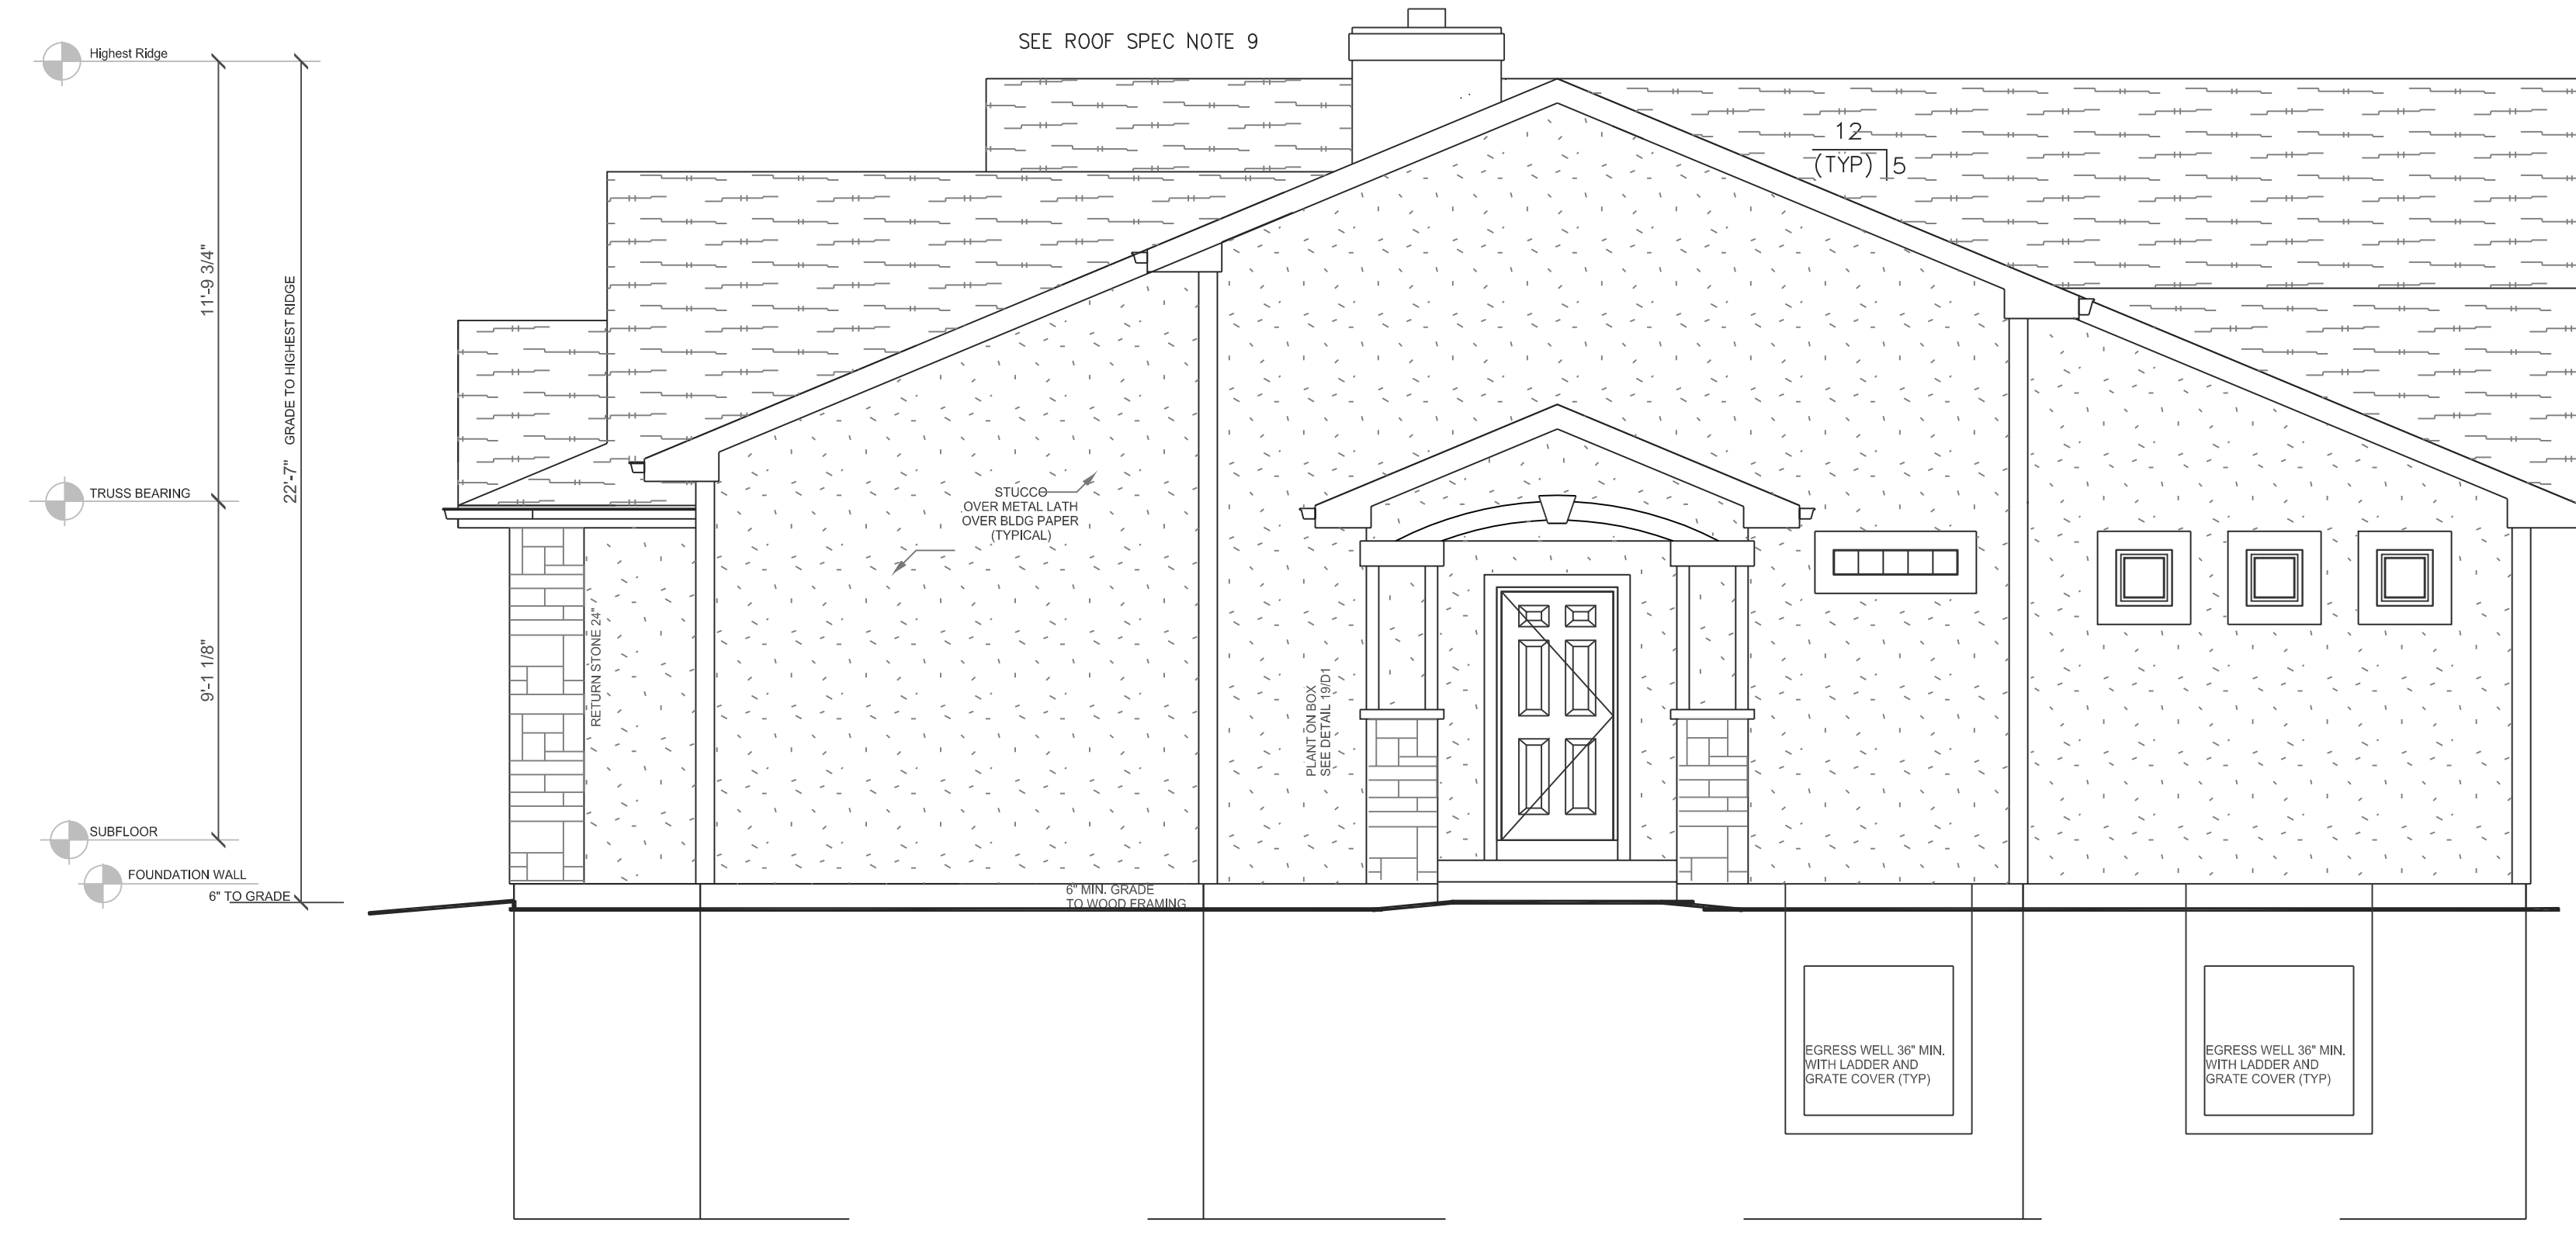 SEE ROOF SPEC NOTE 9
Highest Ridge
12
(TYP) 5
11'-9 3/4"
22'-7" GRADE TO HIGHEST RIDGE
TRUSS BEARING
STUCCO
OVER METAL LATH
OVER BLDG PAPER
(TYPICAL)
9'-1 1/8"
RETURN STONE 24"
PLANT ON BOX
SEE DETAIL 19/D1
SUBFLOOR
FOUNDATION WALL
6" TO GRADE
6" MIN. GRADE
TO WOOD FRAMING
EGRESS WELL 36" MIN.
WITH LADDER AND
GRATE COVER (TYP)
EGRESS WELL 36" MIN.
WITH LADDER AND
GRATE COVER (TYP)